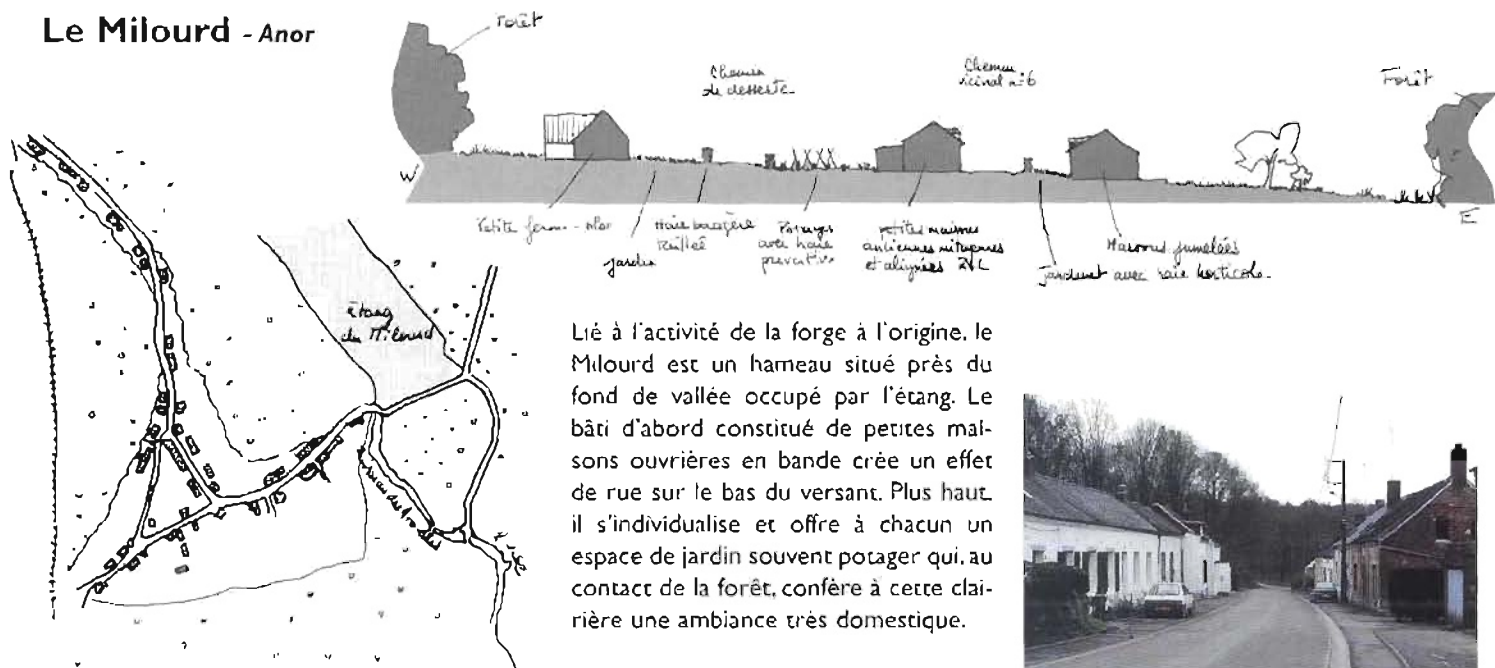 Le Milourd - Anor
Forêt
Chemin
de desserte
Chemin
vicinal n°6
Forêt
W
E
Petite ferme - bloc
Jardin
Haie bocagère
taillée
Potages
avec haie
petites maisons
anciennes mitoyennes
et alignées
Maisons jumelées
Jardinet avec haie horticole
étang
du Milourd
Lié à l'activité de la forge à l'origine, le
Milourd est un hameau situé près du
fond de vallée occupé par l'étang. Le
bâti d'abord constitué de petites mai-
sons ouvrières en bande crée un effet
de rue sur le bas du versant. Plus haut
il s'individualise et offre à chacun un
espace de jardin souvent potager qui, au
contact de la forêt, confère à cette clai-
rière une ambiance très domestique.